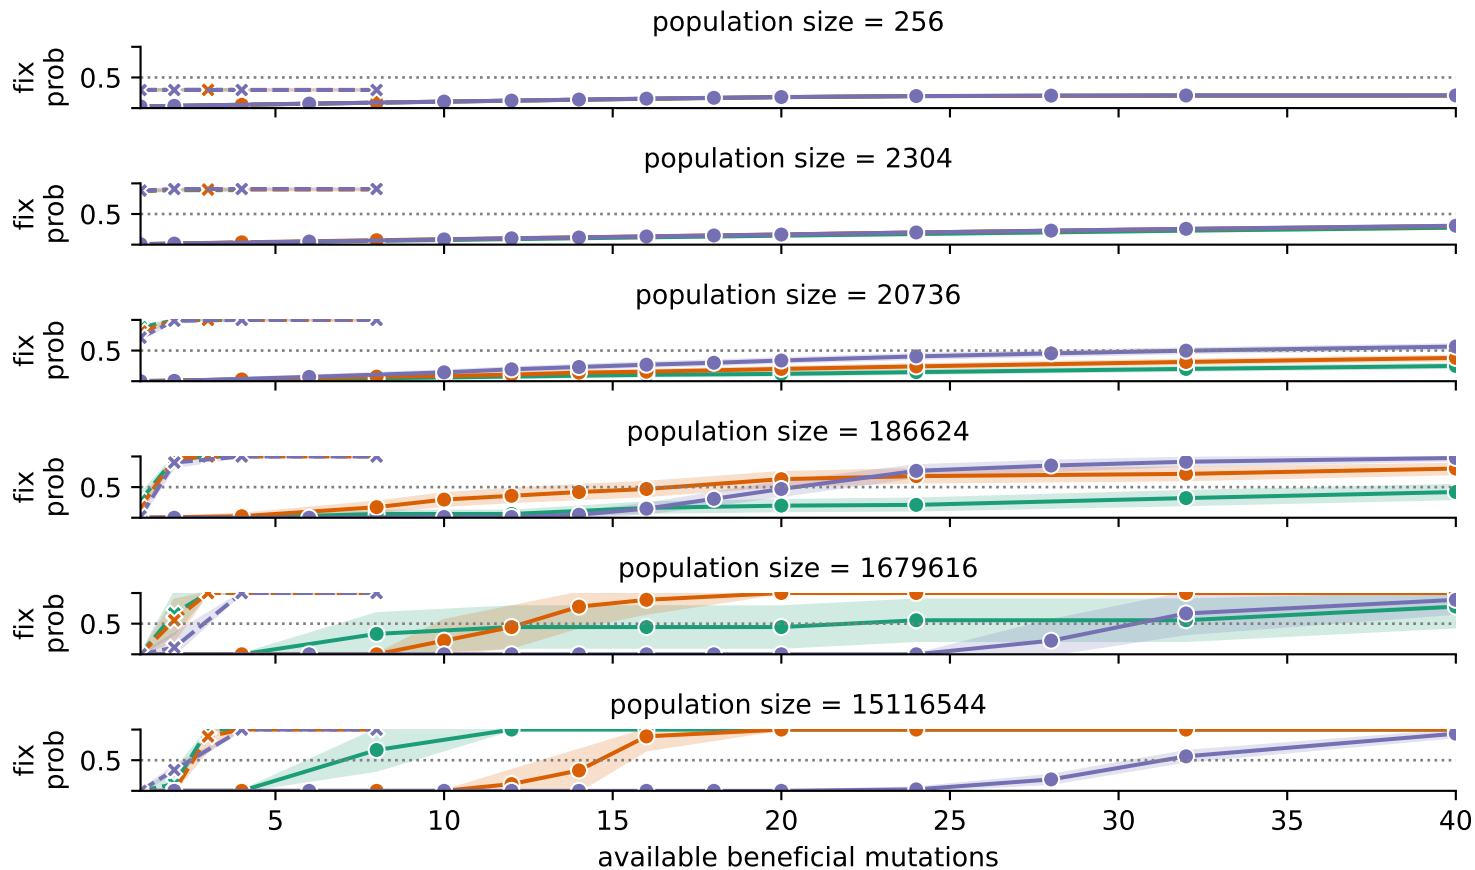 population size = 256
fix
prob
0.5
population size = 2304
fix
prob
0.5
population size = 20736
fix
prob
0.5
population size = 186624
fix
prob
0.5
population size = 1679616
fix
prob
0.5
population size = 15116544
fix
prob
0.5
5 10 15 20 25 30 35 40
available beneficial mutations